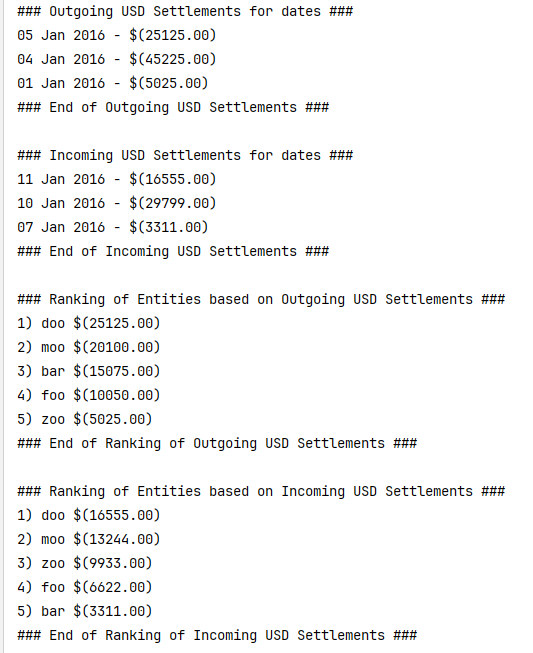 ### Outgoing USD Settlements for dates ###
05 Jan 2016 - $(25125.00)
04 Jan 2016 - $(45225.00)
01 Jan 2016 - $(5025.00)
### End of Outgoing USD Settlements ###

### Incoming USD Settlements for dates ###
11 Jan 2016 - $(16555.00)
10 Jan 2016 - $(29799.00)
07 Jan 2016 - $(3311.00)
### End of Incoming USD Settlements ###

### Ranking of Entities based on Outgoing USD Settlements ###
1) doo $(25125.00)
2) moo $(20100.00)
3) bar $(15075.00)
4) foo $(10050.00)
5) zoo $(5025.00)
### End of Ranking of Outgoing USD Settlements ###

### Ranking of Entities based on Incoming USD Settlements ###
1) doo $(16555.00)
2) moo $(13244.00)
3) zoo $(9933.00)
4) foo $(6622.00)
5) bar $(3311.00)
### End of Ranking of Incoming USD Settlements ###